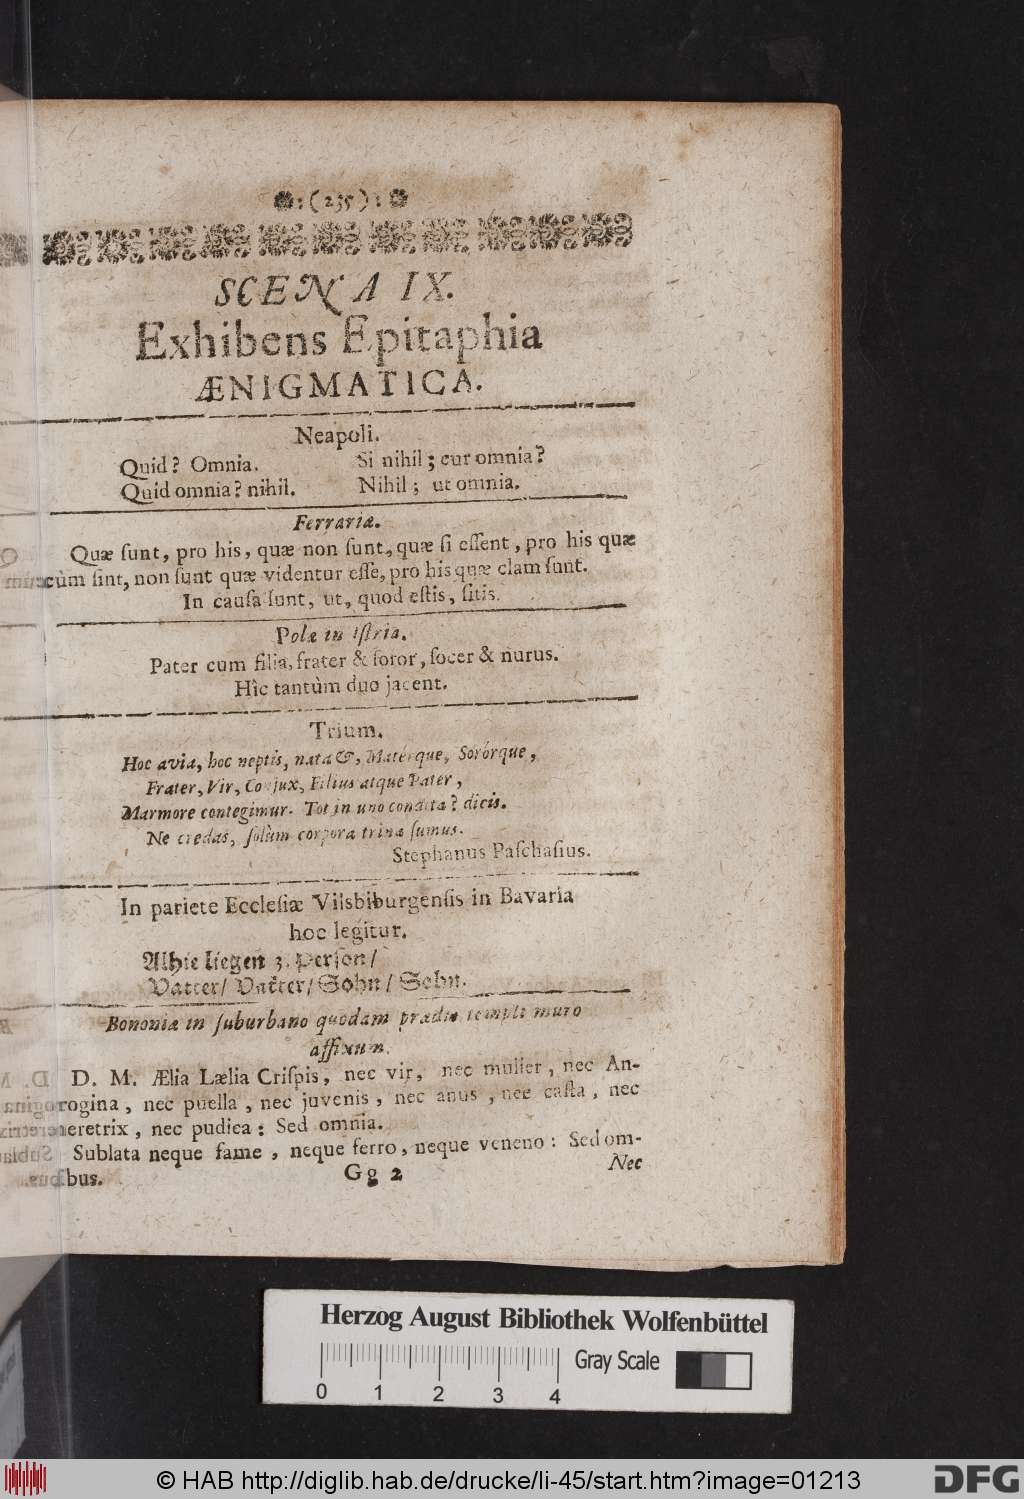 :(235):
SCENA IX.
Exhibens Epitaphia
ÆNIGMATICA.
Neapoli.
Quid? Omnia. Si nihil; cur omnia?
Quid omnia? nihil. Nihil; ut omnia.
Ferrariæ.
Quæ sunt, pro his, quæ non sunt, quæ si essent, pro his quæ
cùm sint, non sunt quæ videntur esse, pro his quæ clam sunt.
In causa sunt, ut, quod estis, sitis.
Polæ in Istria.
Pater cum filia, frater & soror, socer & nurus.
Hîc tantùm duo jacent.
Trium.
Hoc avia, hoc neptis, nata &, Matérque, Sorórque,
Frater, Vir, Conjux, Filius atque Pater,
Marmore contegimur. Tot in uno condita? dicis.
Ne credas, solùm corpora trina sumus.
Stephanus Paschasius.
In pariete Ecclesiæ Vilsbiburgensis in Bavaria
hoc legitur.
Alhie liegen 3. Person/
Vatter/ Vatter/ Sohn/ Sohn.
Bononiæ in suburbano quodam prædio templi muro
affixum.
D. M. Ælia Lælia Crispis, nec vir, nec mulier, nec An-
rogina, nec puella, nec juvenis, nec anus, nec casta, nec
eretrix, nec pudica: Sed omnia.
Sublata neque fame, neque ferro, neque veneno: Sed om-
bus.
Gg 2
Nec
Herzog August Bibliothek Wolfenbüttel
Gray Scale
0 1 2 3 4
© HAB http://diglib.hab.de/drucke/li-45/start.htm?image=01213
DFG